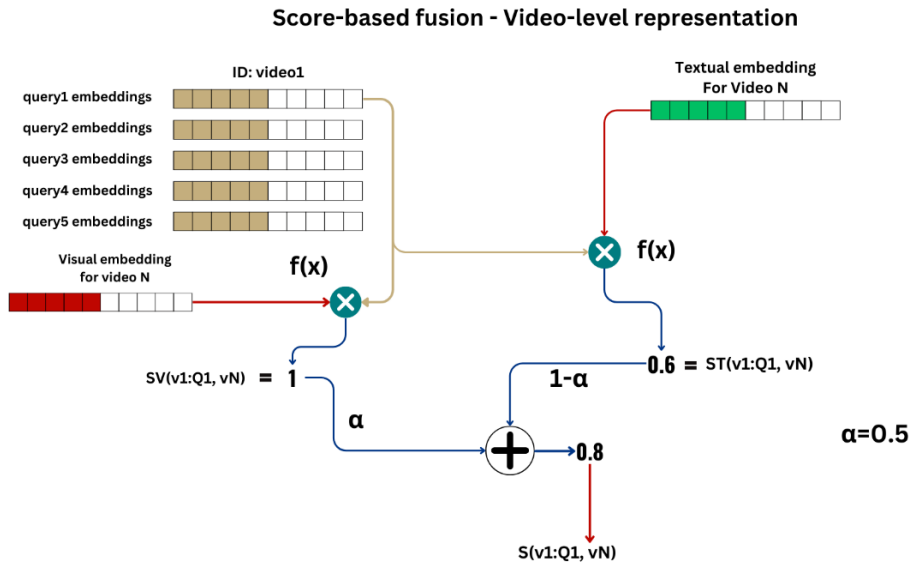 Score-based fusion - Video-level representation
ID: video1
Textual embedding
For Video N
query1 embeddings
query2 embeddings
query3 embeddings
query4 embeddings
query5 embeddings
Visual embedding
for video N
f(x)
f(x)
SV(v1:Q1, vN) = 1
0.6 = ST(v1:Q1, vN)
1-α
α
α=0.5
0.8
S(v1:Q1, vN)